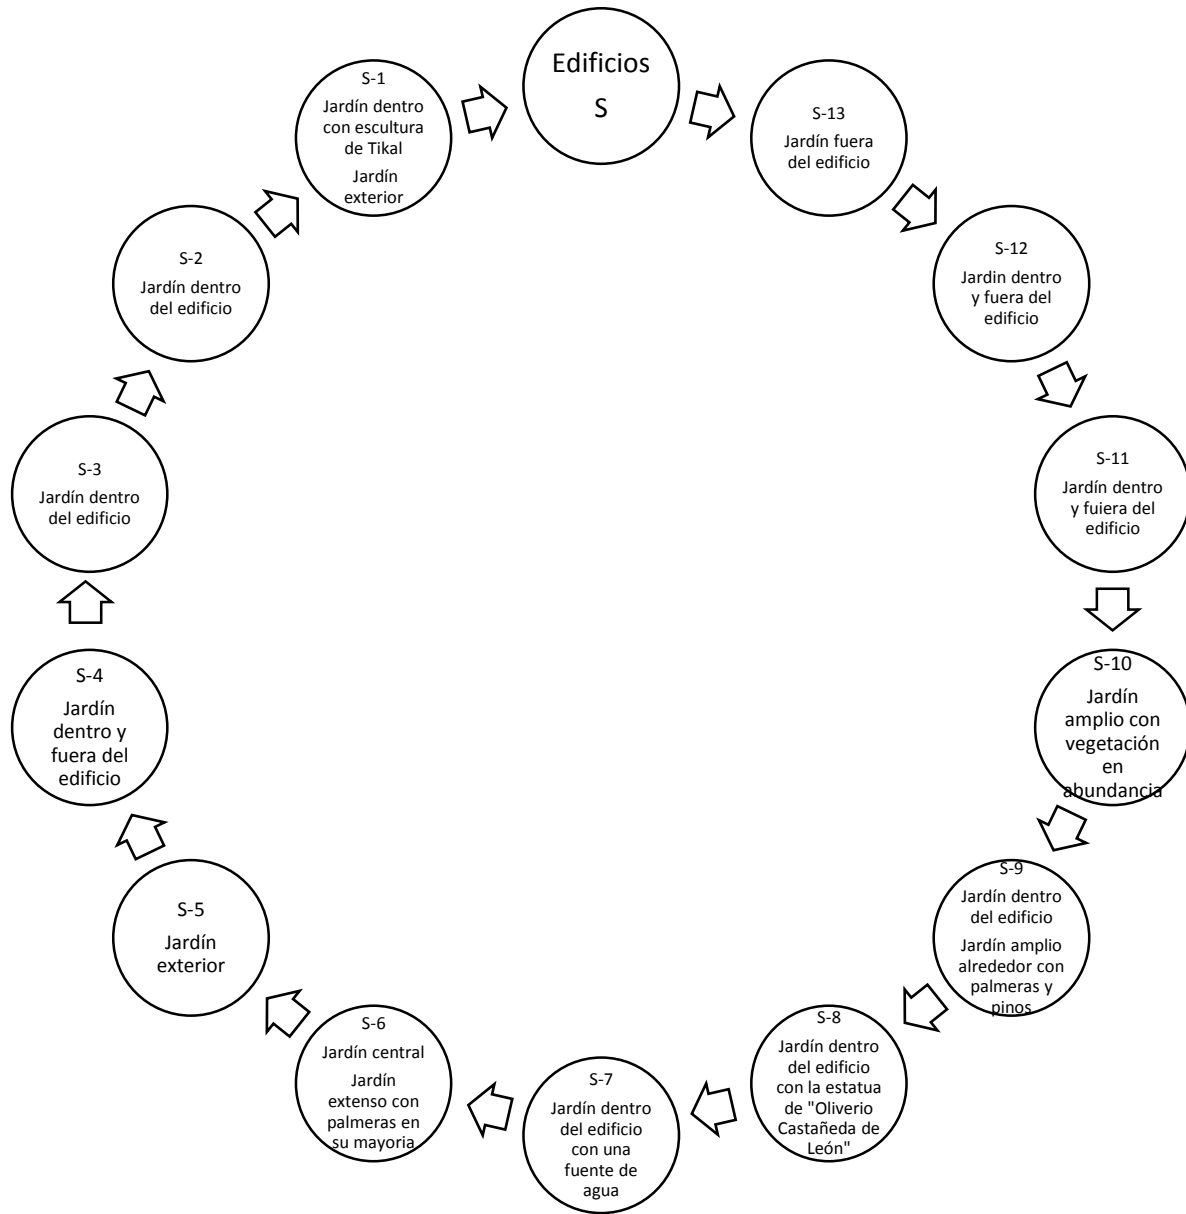 Edificios
S
S-13
Jardín fuera
del edificio
S-12
Jardin dentro
y fuera del
edificio
S-11
Jardín dentro
y fuiera del
edificio
S-10
Jardín
amplio con
vegetación
en
abundancia
S-9
Jardín dentro
del edificio
Jardín amplio
alrededor con
palmeras y
pinos
S-8
Jardín dentro
del edificio
con la estatua
de "Oliverio
Castañeda de
León"
S-7
Jardín dentro
del edificio
con una
fuente de
agua
S-6
Jardín central
Jardín
extenso con
palmeras en
su mayoria
S-5
Jardín
exterior
S-4
Jardín
dentro y
fuera del
edificio
S-3
Jardín dentro
del edificio
S-2
Jardín dentro
del edificio
S-1
Jardín dentro
con escultura
de Tikal
Jardín
exterior